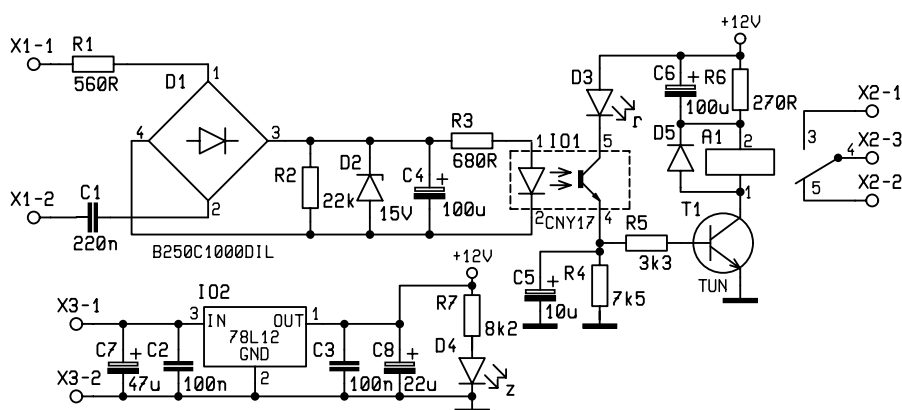 +12V
X1-1
R1
560R
1
D1
4
3
2
X1-2
C1
220n
B250C1000DIL
R2
22k
D2
15V
C4
+
100u
R3
680R
1
IO1
5
2
4
CNY17
D3
r
C6
+
100u
R6
270R
D5
A1
2
1
X2-1
3
X2-3
4
X2-2
5
T1
TUN
R5
3k3
C5
+
10u
R4
7k5
+12V
X3-1
IO2
3
IN
OUT
1
78L12
GND
2
X3-2
C7
+
47u
C2
100n
C3
100n
C8
+
22u
R7
8k2
D4
z